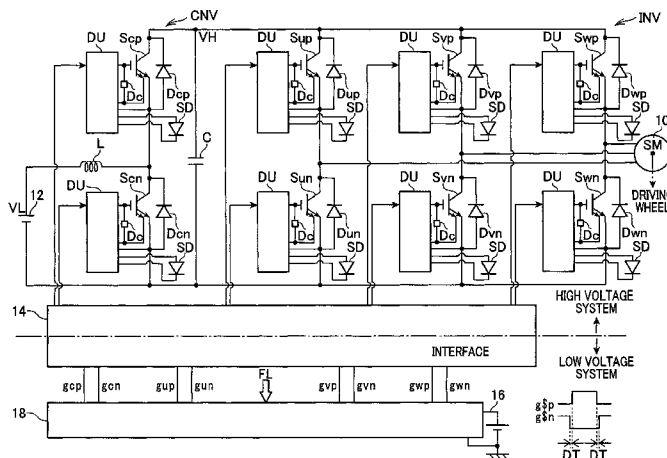 CNV
INV
DU
Scp
VH
DU
Sup
DU
Svp
DU
Swp
Dc
Dcp
SD
Dc
Dup
SD
Dc
Dvp
SD
Dc
Dwp
SD
10
SM
L
C
VL
12
DU
Scn
DU
Sun
DU
Svn
DU
Swn
DRIVING
WHEEL
Dc
Dcn
SD
Dc
Dun
SD
Dc
Dvn
SD
Dc
Dwn
SD
14
HIGH VOLTAGE
SYSTEM
INTERFACE
LOW VOLTAGE
SYSTEM
gcp gcn gup gun FL gvp gvn gwp gwn
16
18
g$p
g$n
DT DT